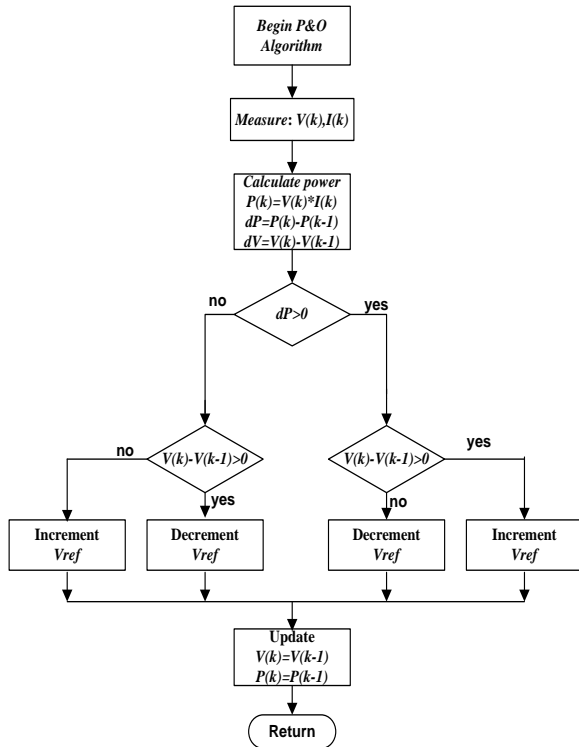 Begin P&O
Algorithm
Measure: V(k),I(k)
Calculate power
P(k)=V(k)*I(k)
dP=P(k)-P(k-1)
dV=V(k)-V(k-1)
no
dP>0
yes
no
V(k)-V(k-1)>0
yes
V(k)-V(k-1)>0
yes
no
Increment
Vref
Decrement
Vref
Decrement
Vref
Increment
Vref
Update
V(k)=V(k-1)
P(k)=P(k-1)
Return